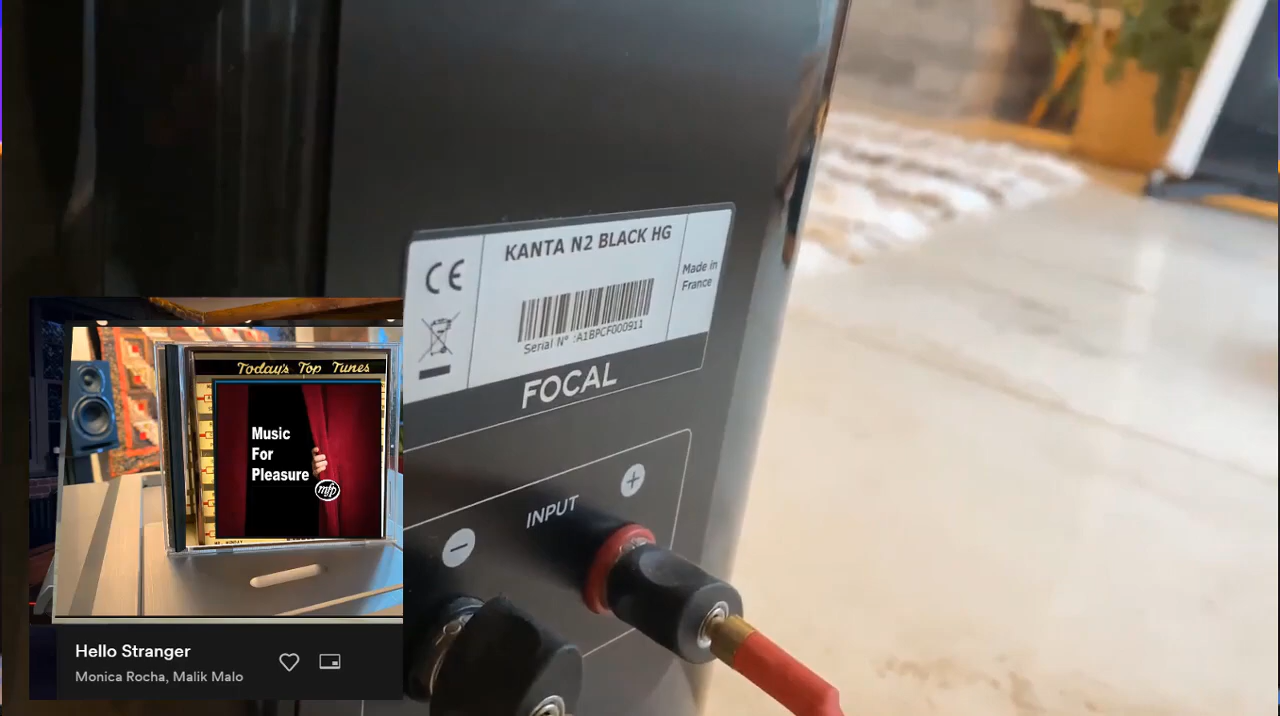 KANTA N2 BLACK HG
CE
Made in
France
Serial N° :A1BPCF000911
FOCAL
INPUT
+
−
Today's Top Tunes
Music
For
Pleasure
mfp
Hello Stranger
Monica Rocha, Malik Malo